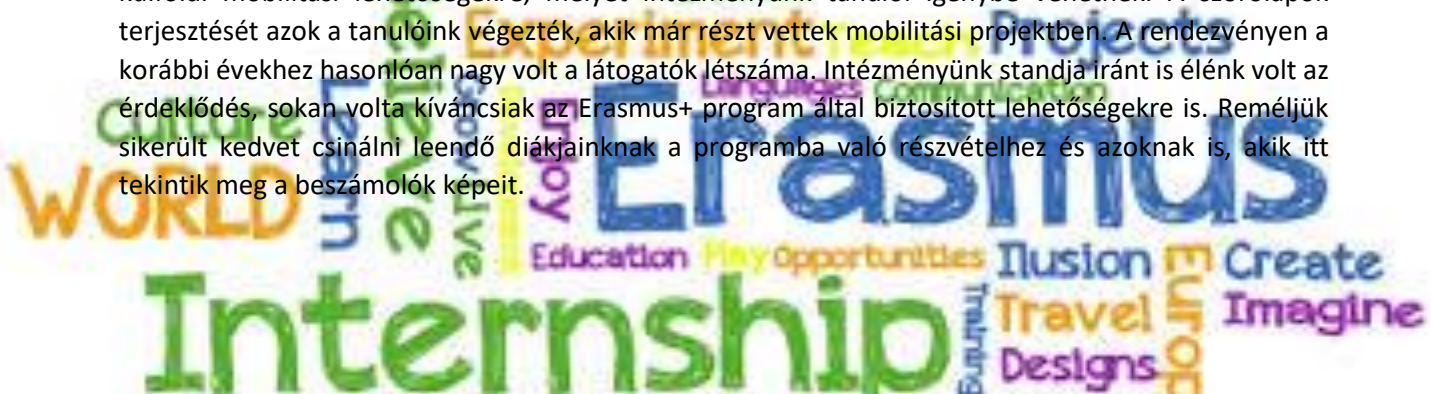 terjesztését azok a tanulóink végezték, akik már részt vettek mobilitási projektben. A rendezvényen a
korábbi évekhez hasonlóan nagy volt a látogatók létszáma. Intézményünk standja iránt is élénk volt az
érdeklődés, sokan volta kíváncsiak az Erasmus+ program által biztosított lehetőségekre is. Reméljük
sikerült kedvet csinálni leendő diákjainknak a programba való részvételhez és azoknak is, akik itt
tekintik meg a beszámolók képeit.
Experiment
Projects
Languages Communication
Culture
Learn
Enjoy
Erasmus
WORLD
Live
Education Play Opportunities Ilusion Create
Internship
Training
Travel
Imagine
Designs